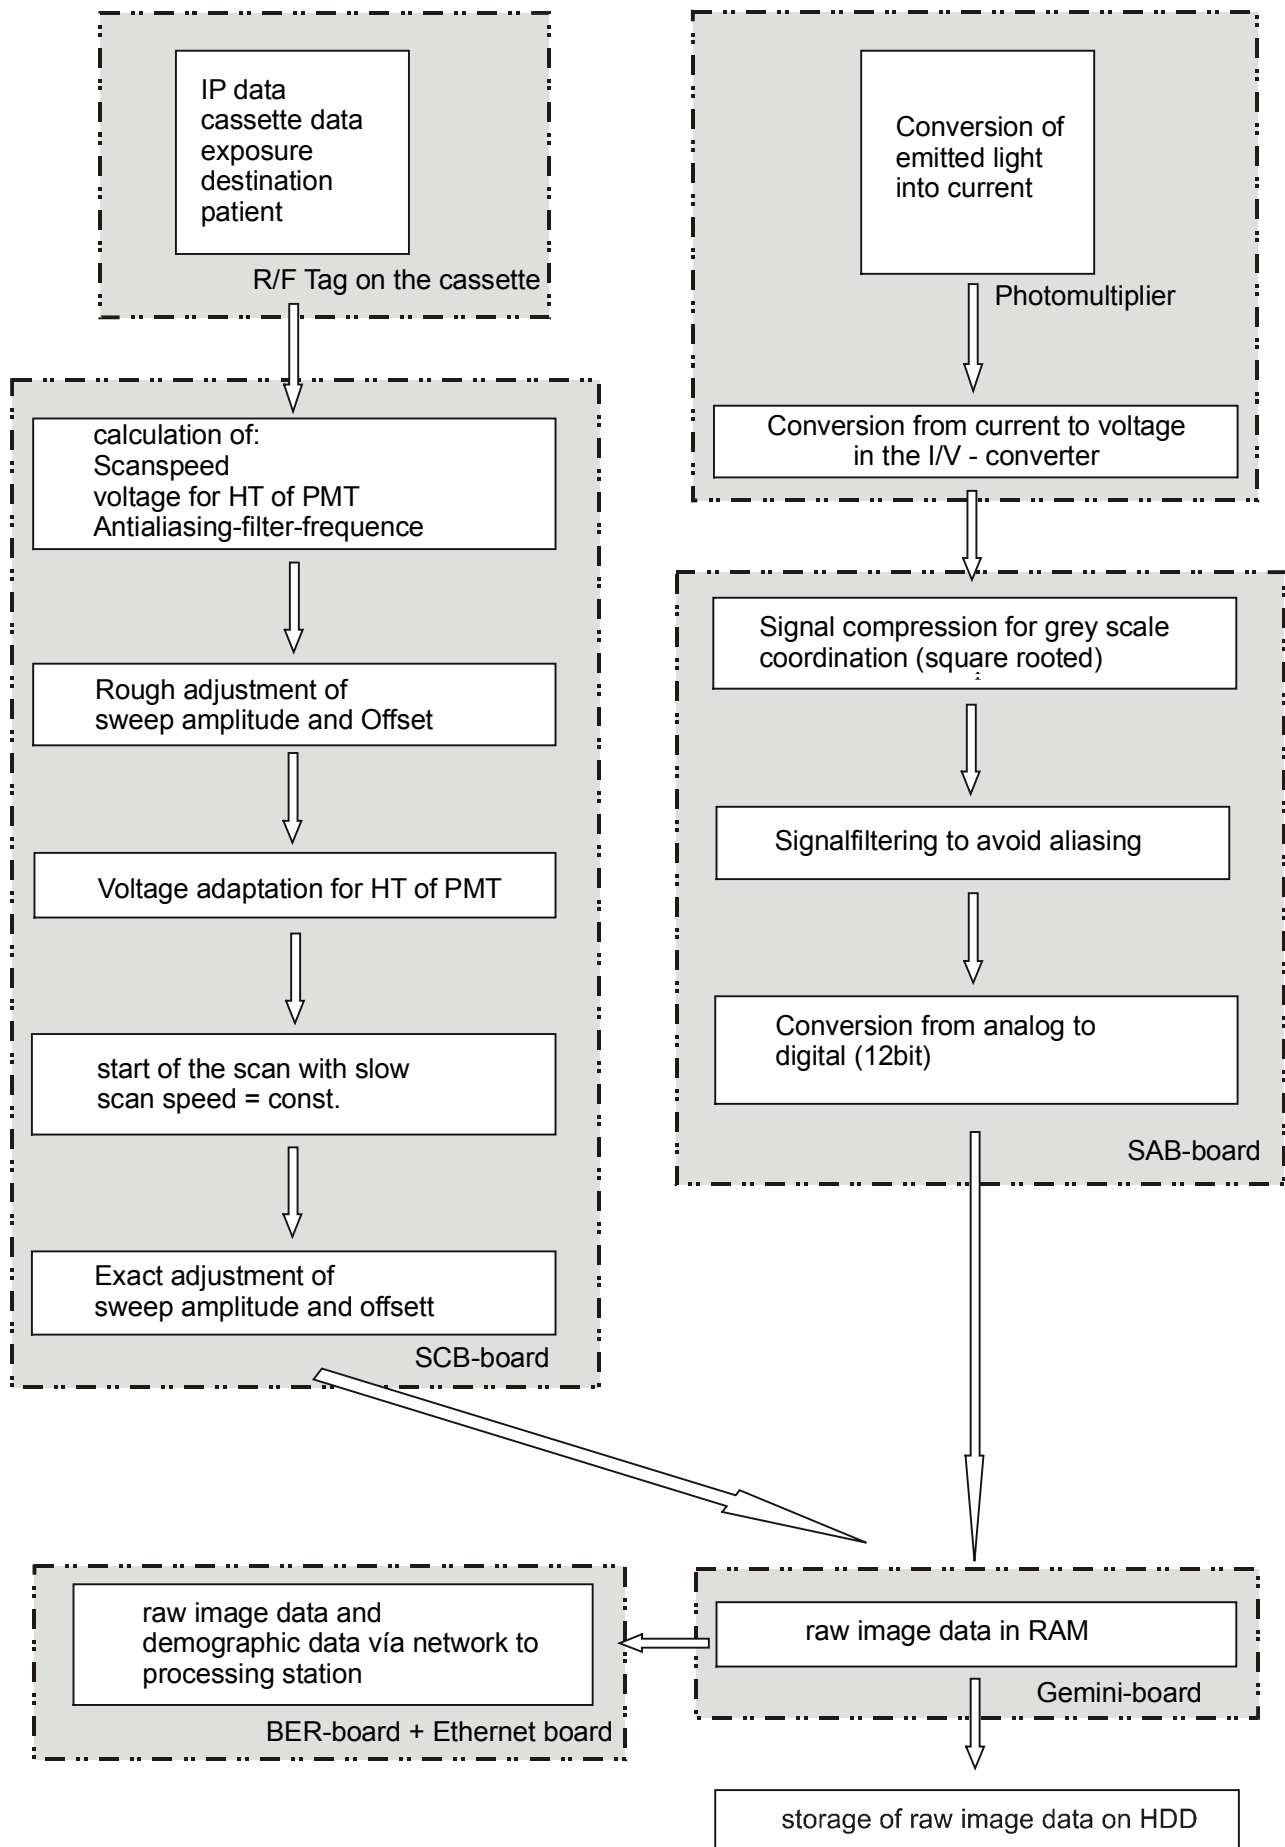 IP data
cassette data
exposure
destination
patient
R/F Tag on the cassette
calculation of:
Scanspeed
voltage for HT of PMT
Antialiasing-filter-frequence
Rough adjustment of
sweep amplitude and Offset
Voltage adaptation for HT of PMT
start of the scan with slow
scan speed = const.
Exact adjustment of
sweep amplitude and offsett
SCB-board
Conversion of
emitted light
into current
Photomultiplier
Conversion from current to voltage
in the I/V - converter
Signal compression for grey scale
coordination (square rooted)
Signalfiltering to avoid aliasing
Conversion from analog to
digital (12bit)
SAB-board
raw image data in RAM
Gemini-board
raw image data and
demographic data vía network to
processing station
BER-board + Ethernet board
storage of raw image data on HDD